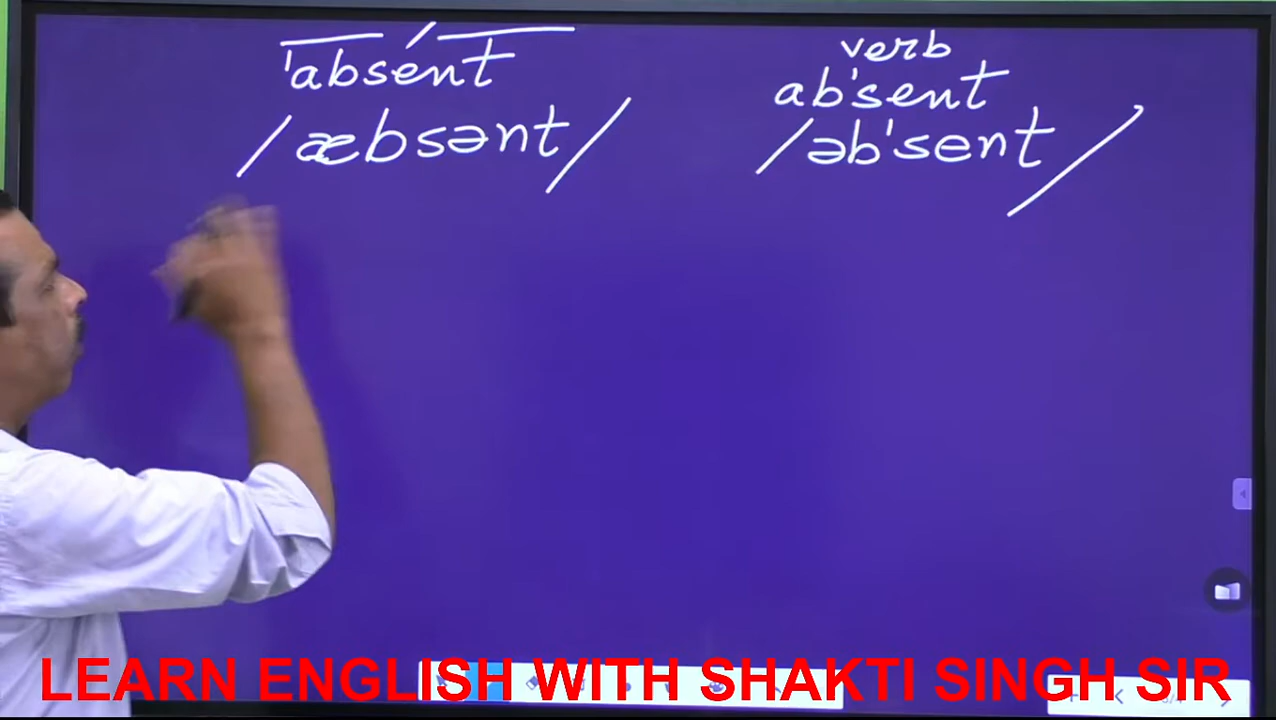 'absent
/æbsənt/
verb
ab'sent
/əb'sent/
LEARN ENGLISH WITH SHAKTI SINGH SIR